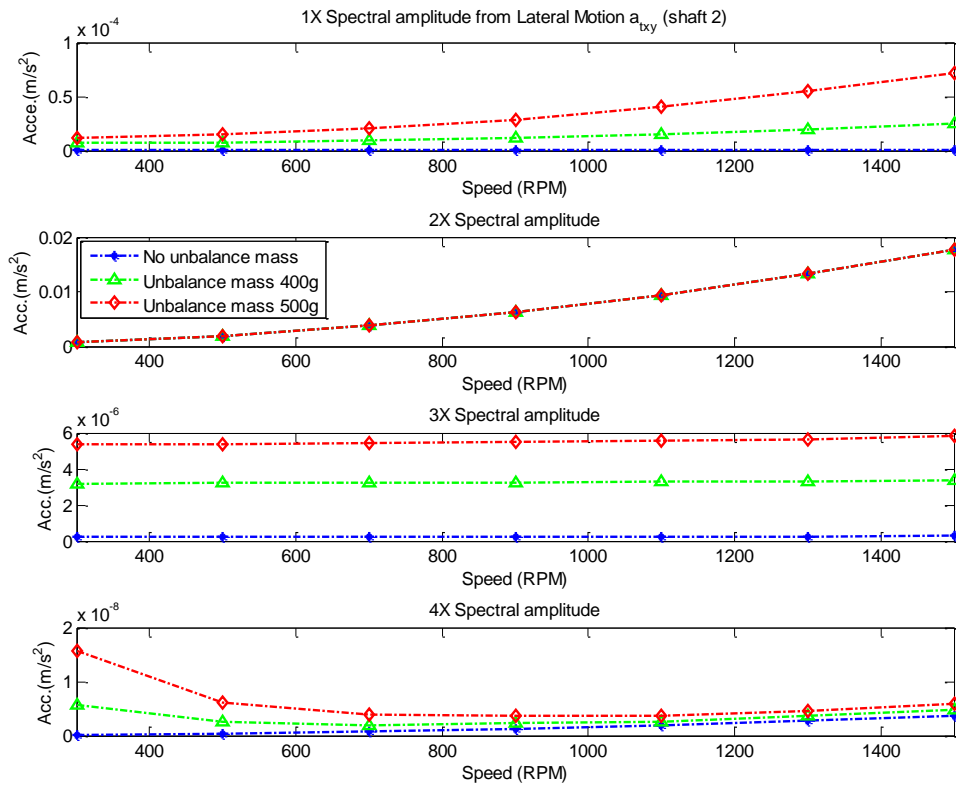 1X Spectral amplitude from Lateral Motion a_txy (shaft 2)
x 10^-4
Acce.(m/s²)
1
0.5
0
400 600 800 1000 1200 1400
Speed (RPM)
2X Spectral amplitude
Acc.(m/s²)
0.02
0.01
0
No unbalance mass
Unbalance mass 400g
Unbalance mass 500g
400 600 800 1000 1200 1400
Speed (RPM)
3X Spectral amplitude
x 10^-6
Acc.(m/s²)
6
4
2
0
400 600 800 1000 1200 1400
Speed (RPM)
4X Spectral amplitude
x 10^-8
Acc.(m/s²)
2
1
0
400 600 800 1000 1200 1400
Speed (RPM)